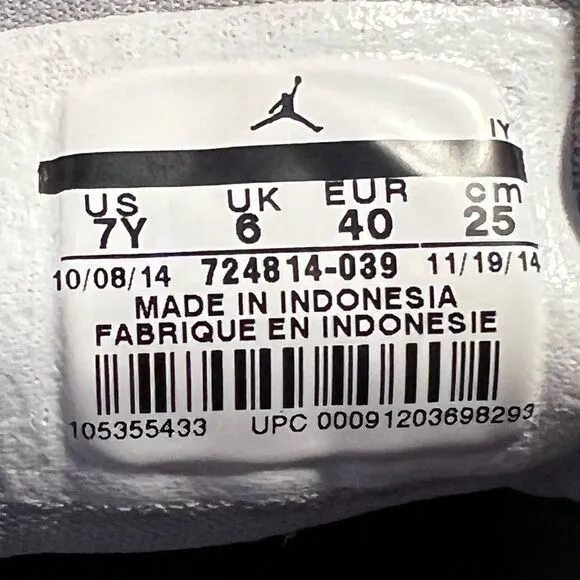 IY
US UK EUR cm
7Y 6 40 25
10/08/14 724814-039 11/19/14
MADE IN INDONESIA
FABRIQUE EN INDONESIE
105355433 UPC 00091203698293